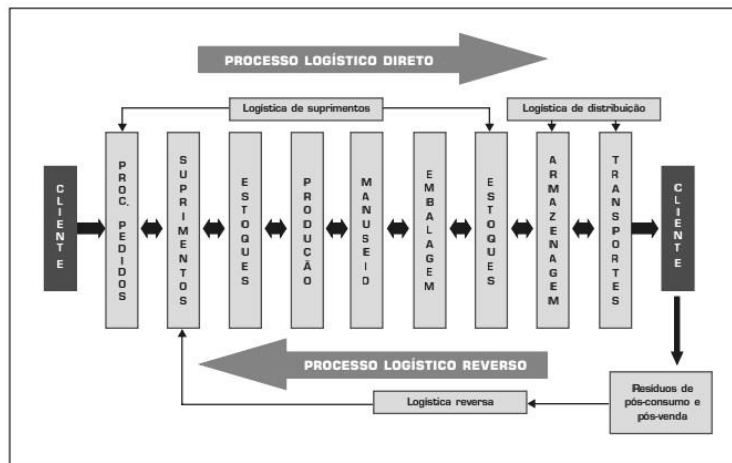 PROCESSO LOGÍSTICO DIRETO
Logística de suprimentos
Logística de distribuição
CLIENTE
PROC. PEDIDOS
SUPRIMENTOS
ESTOQUES
PRODUÇÃO
MANUSEIO
EMBALAGEM
ESTOQUES
ARMAZENAGEM
TRANSPORTES
CLIENTE
PROCESSO LOGÍSTICO REVERSO
Logística reversa
Resíduos de
pós-consumo e
pós-venda